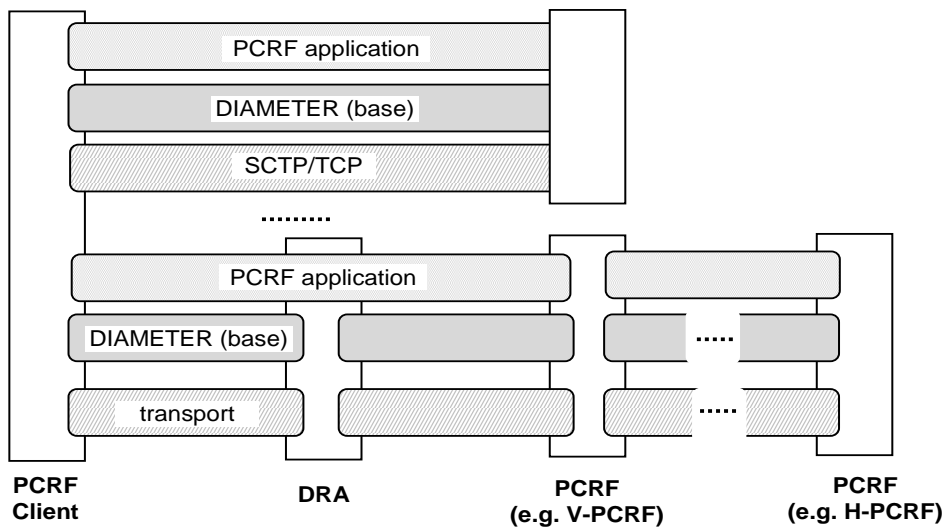 PCRF application
DIAMETER (base)
SCTP/TCP
.........
PCRF application
DIAMETER (base)
.....
transport
.....
PCRF
Client
DRA
PCRF
(e.g. V-PCRF)
PCRF
(e.g. H-PCRF)